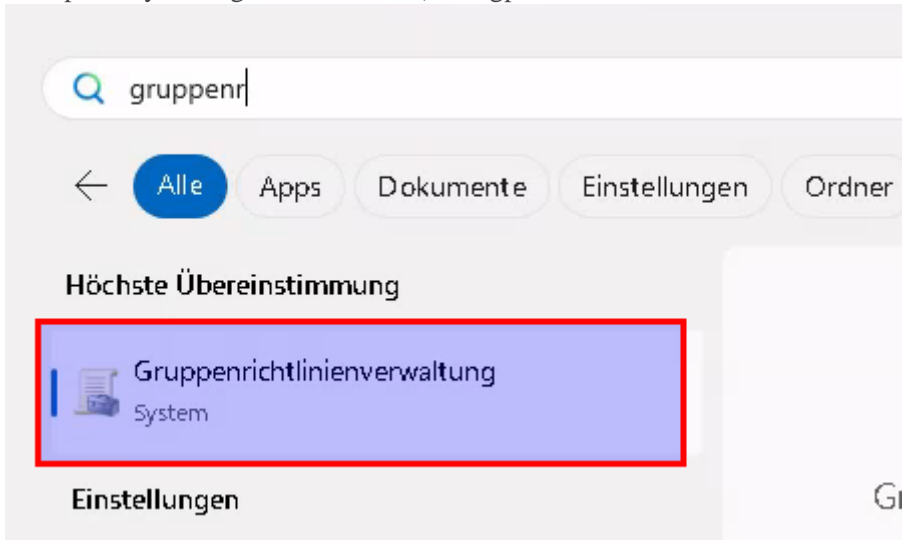 gruppenr
Alle Apps Dokumente Einstellungen Ordner
Höchste Übereinstimmung
Gruppenrichtlinienverwaltung
System
Einstellungen